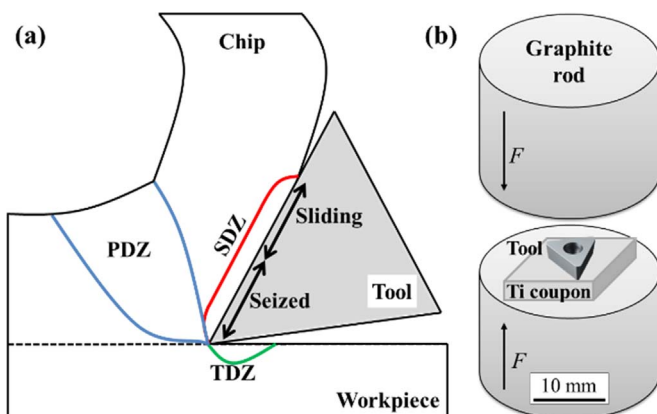 (a)
Chip
PDZ
SDZ
Sliding
Seized
Tool
TDZ
Workpiece
(b)
Graphite
rod
F
Tool
Ti coupon
F
10 mm